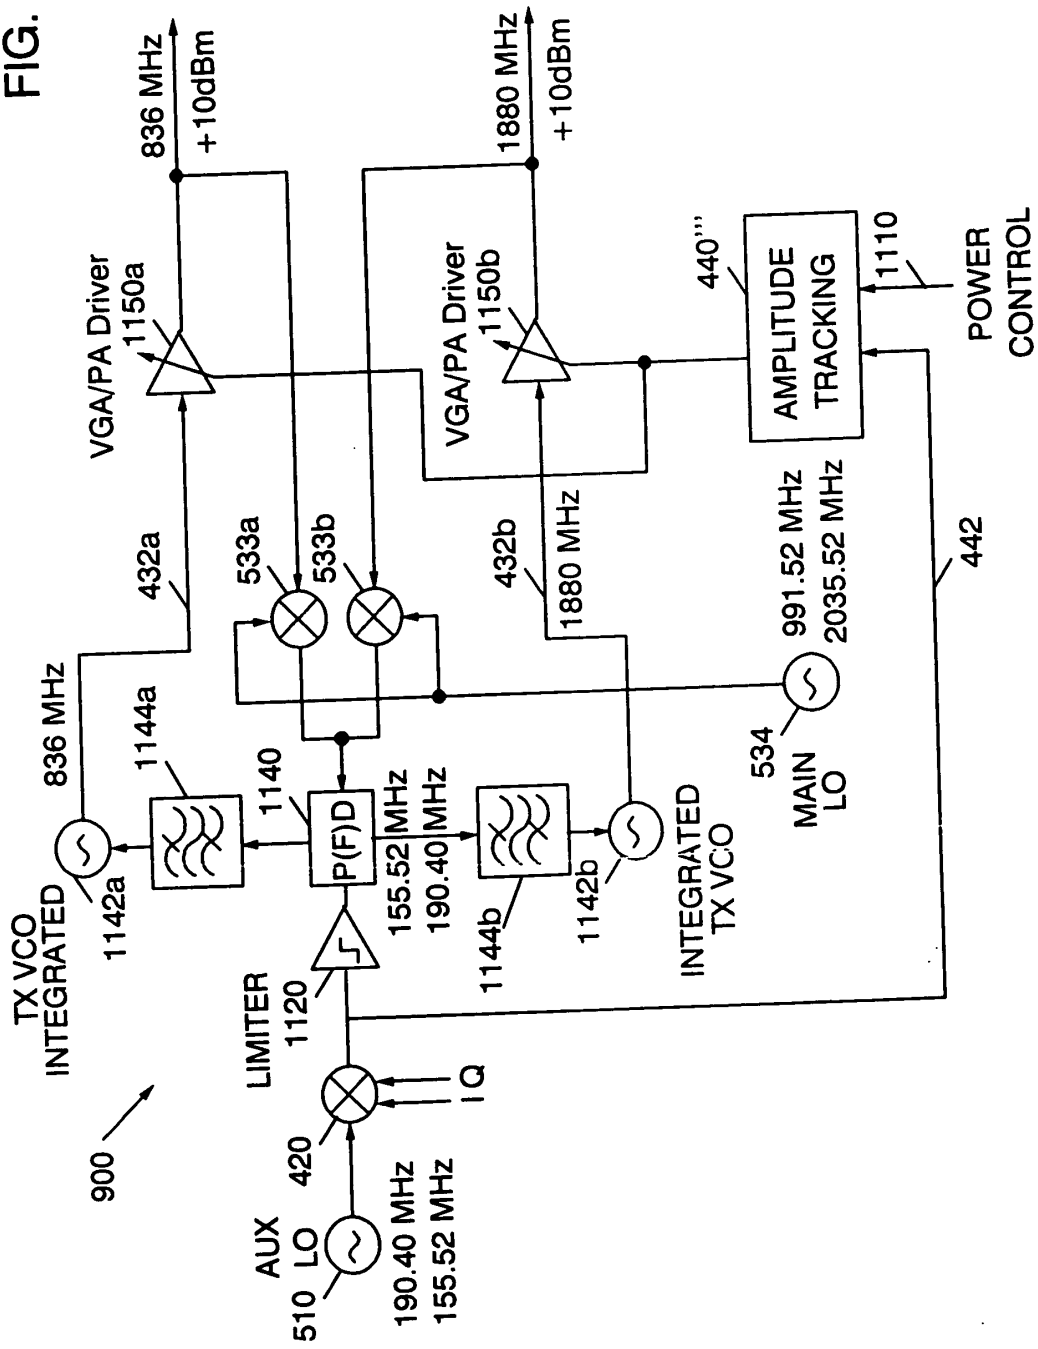 FIG.
900
TX VCO
INTEGRATED
1142a
836 MHz
1144a
432a
VGA/PA Driver
1150a
836 MHz
+10dBm
AUX
LO
510
190.40 MHz
155.52 MHz
420
I Q
LIMITER
1120
P(F)D
1140
155.52 MHz
190.40 MHz
533a
533b
1144b
1142b
INTEGRATED
TX VCO
432b
1880 MHz
VGA/PA Driver
1150b
1880 MHz
+10dBm
534
MAIN
LO
991.52 MHz
2035.52 MHz
442
440'''
AMPLITUDE
TRACKING
1110
POWER
CONTROL